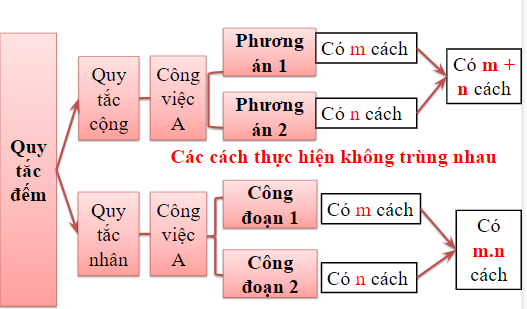 Quy
tắc
đếm
Quy
tắc
cộng
Công
việc
A
Phương
án 1
Có m cách
Phương
án 2
Có n cách
Có m +
n cách
Các cách thực hiện không trùng nhau
Quy
tắc
nhân
Công
việc
A
Công
đoạn 1
Có m cách
Công
đoạn 2
Có n cách
Có
m.n
cách